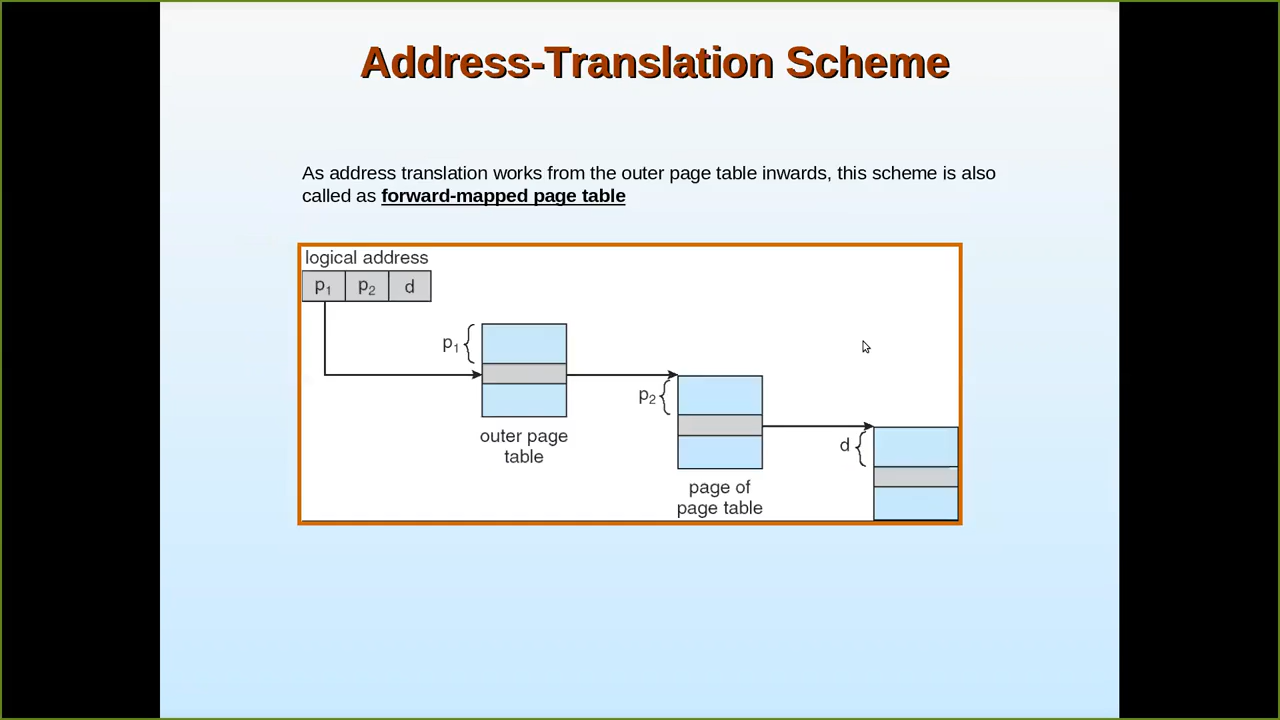 Address-Translation Scheme
As address translation works from the outer page table inwards, this scheme is also
called as forward-mapped page table
logical address
p₁ p₂ d
p₁
outer page
table
p₂
page of
page table
d